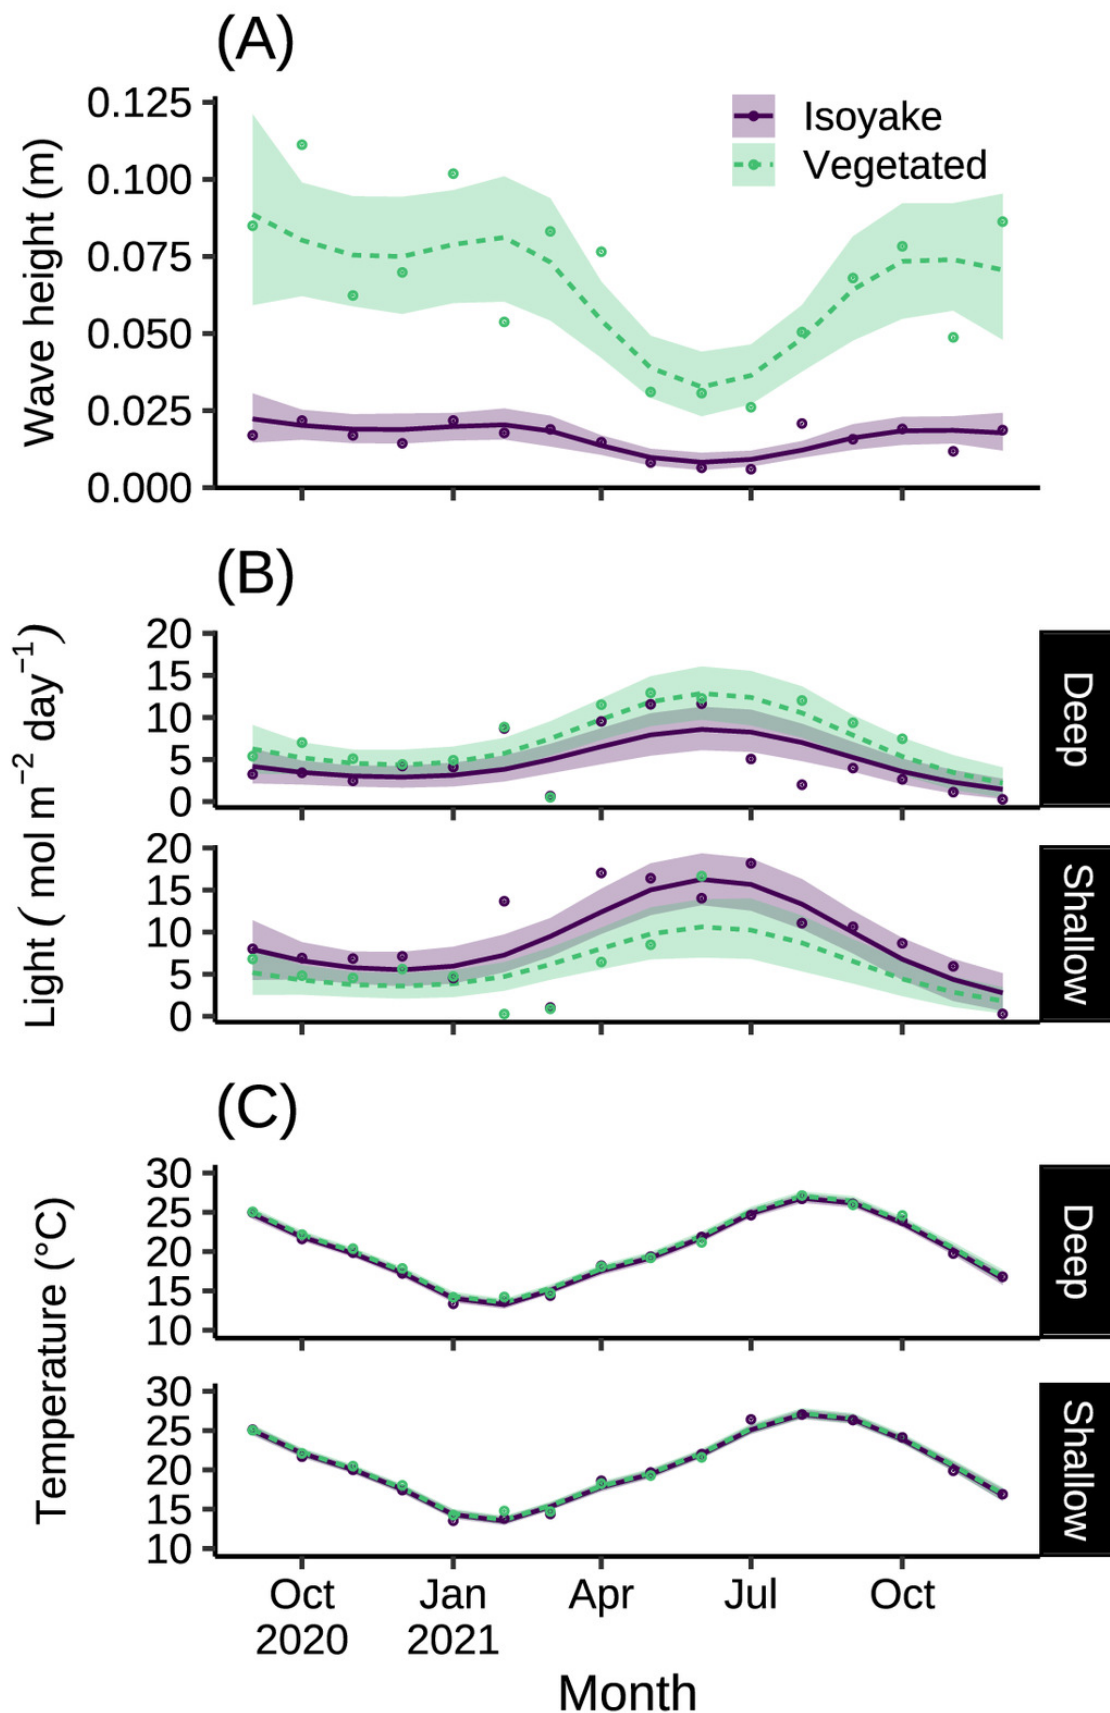 (A)
Wave height (m)
0.125
0.100
0.075
0.050
0.025
0.000
Isoyake
Vegetated
(B)
Light ( mol m⁻² day⁻¹)
20
15
10
5
0
Deep
20
15
10
5
0
Shallow
(C)
Temperature (°C)
30
25
20
15
10
Deep
30
25
20
15
10
Shallow
Oct Jan Apr Jul Oct
2020 2021
Month